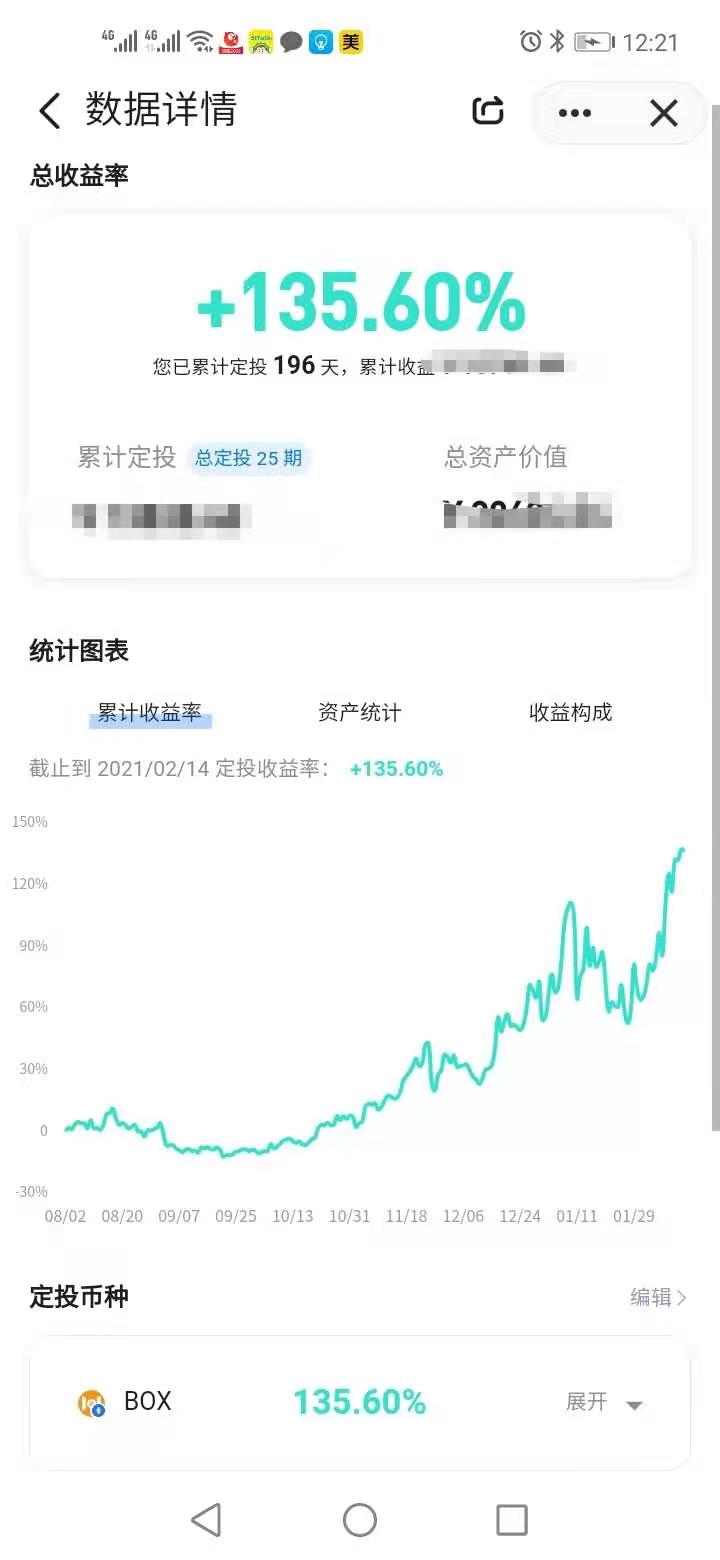 4G 4G 美 12:21
数据详情
总收益率
+135.60%
您已累计定投 196 天，累计收益
累计定投 总定投 25 期 总资产价值
统计图表
累计收益率 资产统计 收益构成
截止到 2021/02/14 定投收益率： +135.60%
150%
120%
90%
60%
30%
0
-30%
08/02 08/20 09/07 09/25 10/13 10/31 11/18 12/06 12/24 01/11 01/29
定投币种 编辑
BOX 135.60% 展开